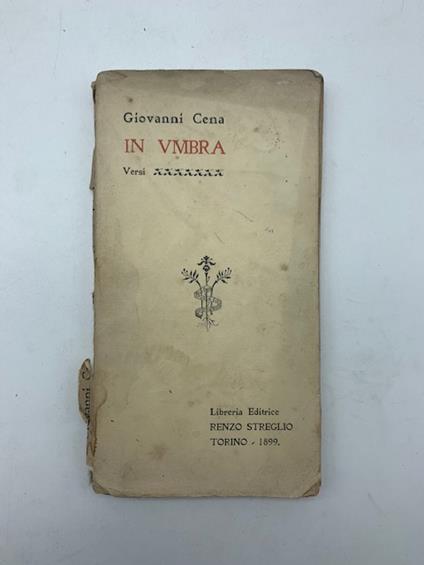 Giovanni Cena
IN VMBRA
Versi
Libreria Editrice
RENZO STREGLIO
TORINO - 1899.